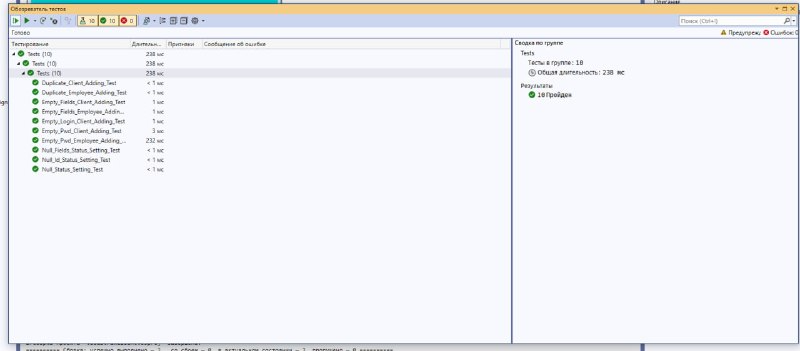 Обозреватель тестов
10 10 0
Поиск (Ctrl+I)
Готово
Предупрежд Ошибок: 0
Тестирование Длительн... Признаки Сообщение об ошибке
Tests (10) 238 мс
Tests (10) 238 мс
Tests (10) 238 мс
Duplicate_Client_Adding_Test < 1 мс
Duplicate_Employee_Adding_Test < 1 мс
Empty_Fields_Client_Adding_Test 1 мс
Empty_Fields_Employee_Addin... 1 мс
Empty_Login_Client_Adding_Test 1 мс
Empty_Pwd_Client_Adding_Test 3 мс
Empty_Pwd_Employee_Adding_... 232 мс
Null_Fields_Status_Setting_Test < 1 мс
Null_Id_Status_Setting_Test < 1 мс
Null_Status_Setting_Test < 1 мс
Сводка по группе
Tests
Тесты в группе: 10
Общая длительность: 238 мс
Результаты
10 Пройден